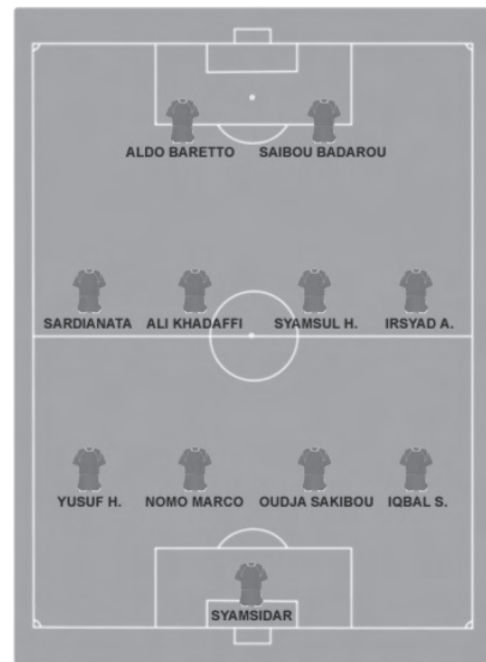 ALDO BARETTO SAIBOU BADAROU
SARDIANATA ALI KHADAFFI SYAMSUL H. IRSYAD A.
YUSUF H. NOMO MARCO OUDJA SAKIBOU IQBAL S.
SYAMSIDAR